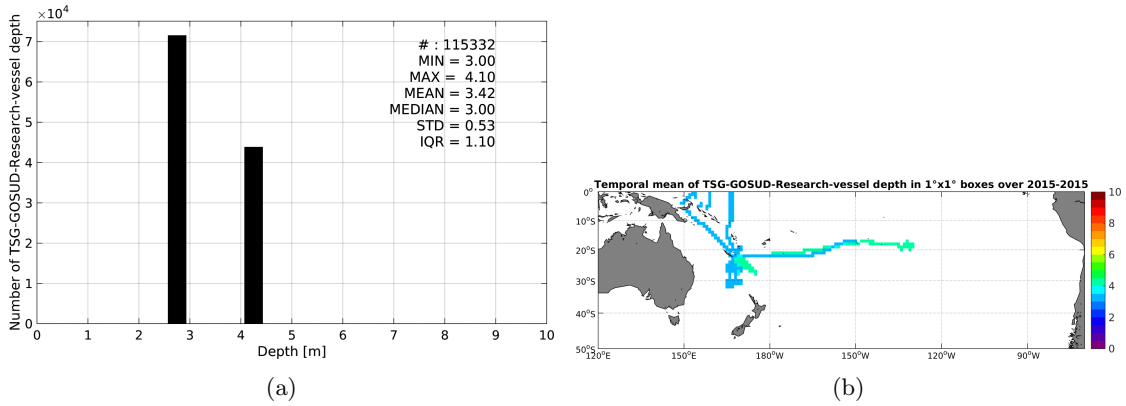 ×10⁴
Number of TSG-GOSUD-Research-vessel depth
7
6
5
4
3
2
1
0
# : 115332
MIN = 3.00
MAX = 4.10
MEAN = 3.42
MEDIAN = 3.00
STD = 0.53
IQR = 1.10
0 1 2 3 4 5 6 7 8 9 10
Depth [m]
(a)
Temporal mean of TSG-GOSUD-Research-vessel depth in 1°x1° boxes over 2015-2015
0°
10°S
20°S
30°S
40°S
50°S
120°E 150°E 180°W 150°W 120°W 90°W
10
8
6
4
2
0
(b)